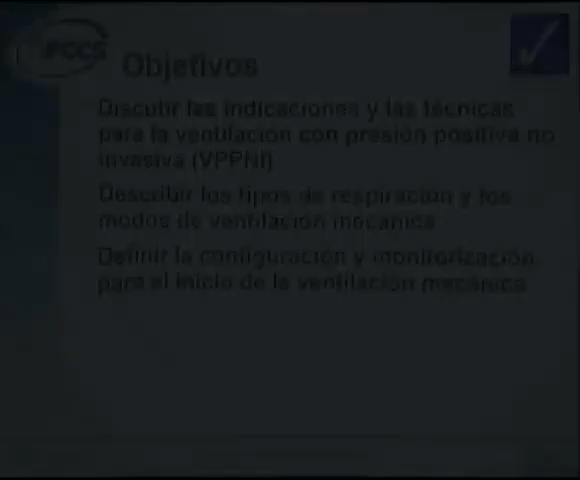 FCCS
Objetivos
Discutir las indicaciones y las técnicas
para la ventilación con presión positiva no
invasiva (VPPNI)
Describir los tipos de respiración y los
modos de ventilación mecánica
Definir la configuración y monitorización
para el inicio de la ventilación mecánica